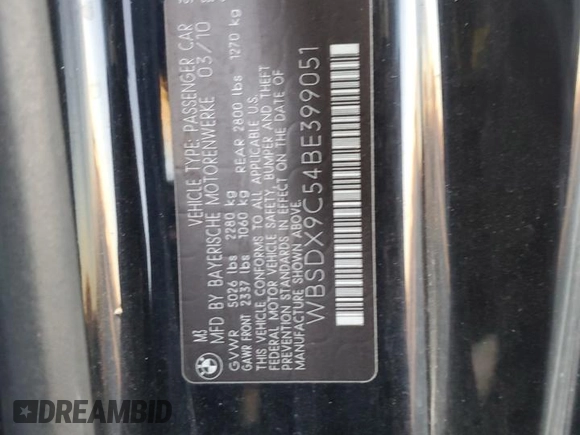 M3
VEHICLE TYPE: PASSENGER CAR
MFD BY BAYERISCHE MOTORENWERKE 03/10
GVWR 5026 lbs 2280 kg
GAWR FRONT 2337 lbs 1060 kg REAR 2800 lbs 1270 kg
THIS VEHICLE CONFORMS TO ALL APPLICABLE U.S.
FEDERAL MOTOR VEHICLE SAFETY, BUMPER AND THEFT
PREVENTION STANDARDS IN EFFECT ON THE DATE OF
MANUFACTURE SHOWN ABOVE.
WBSDX9C54BE399051
BMW
DREAMBID